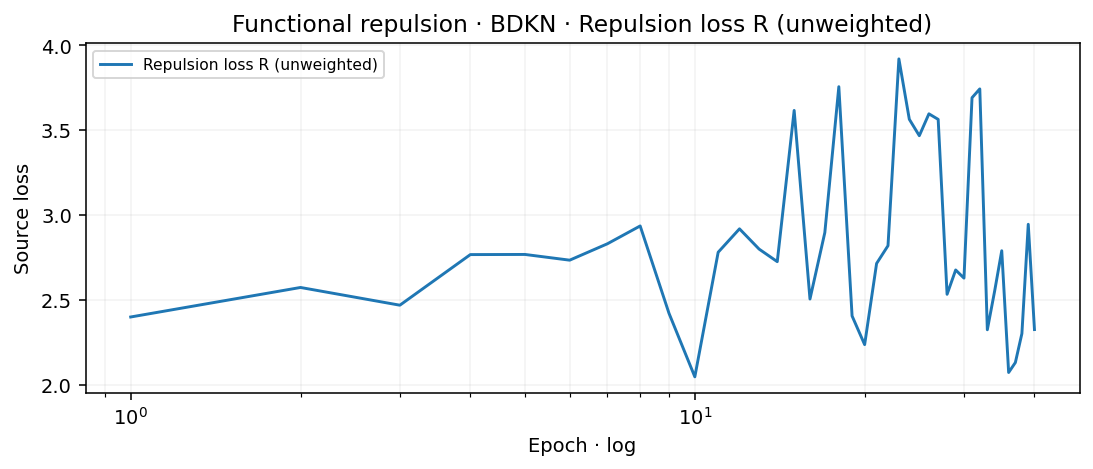 Functional repulsion · BDKN · Repulsion loss R (unweighted)
Repulsion loss R (unweighted)
Source loss
4.0
3.5
3.0
2.5
2.0
10⁰
10¹
Epoch · log